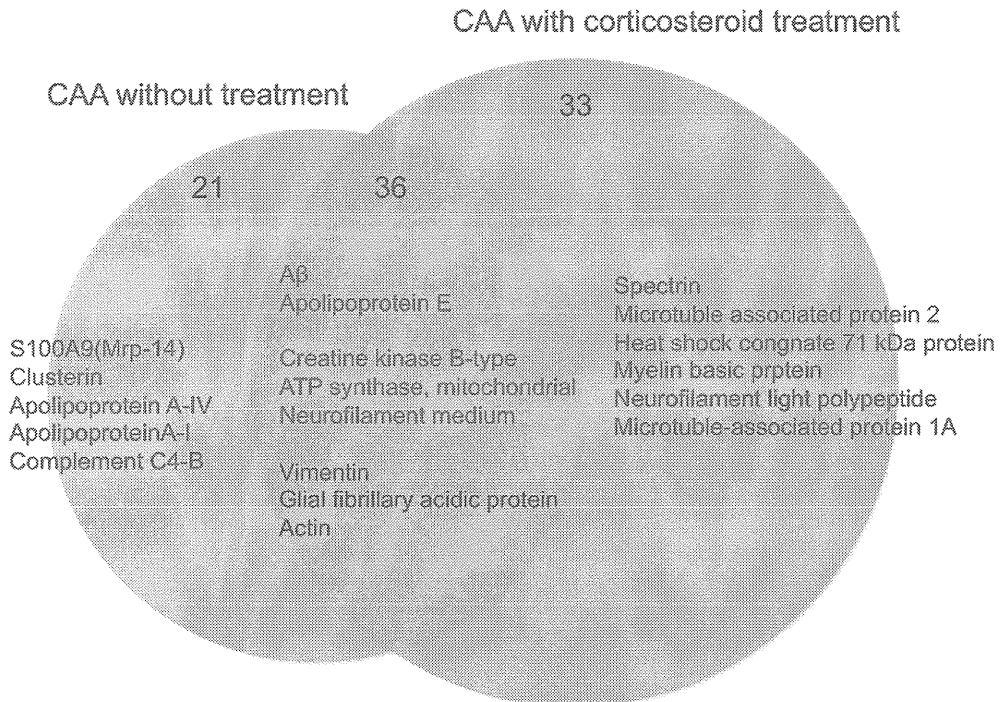 CAA with corticosteroid treatment
CAA without treatment
33
21
36
Aβ
Apolipoprotein E
Creatine kinase B-type
ATP synthase, mitochondrial
Neurofilament medium
Vimentin
Glial fibrillary acidic protein
Actin
S100A9(Mrp-14)
Clusterin
Apolipoprotein A-IV
ApolipoproteinA-I
Complement C4-B
Spectrin
Microtuble associated protein 2
Heat shock congnate 71 kDa protein
Myelin basic prptein
Neurofilament light polypeptide
Microtuble-associated protein 1A